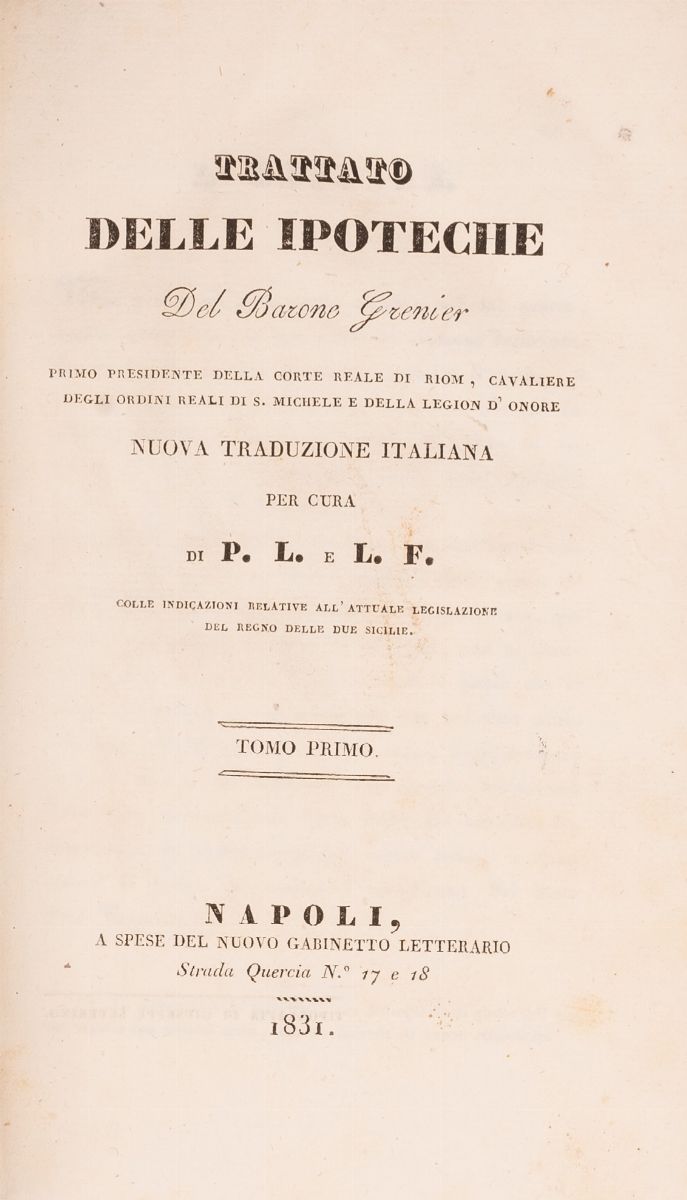 TRATTATO
DELLE IPOTECHE
Del Barone Grenier
PRIMO PRESIDENTE DELLA CORTE REALE DI RIOM, CAVALIERE
DEGLI ORDINI REALI DI S. MICHELE E DELLA LEGION D' ONORE
NUOVA TRADUZIONE ITALIANA
PER CURA
DI P. L. E L. F.
COLLE INDICAZIONI RELATIVE ALL' ATTUALE LEGISLAZIONE
DEL REGNO DELLE DUE SICILIE.
TOMO PRIMO.
NAPOLI,
A SPESE DEL NUOVO GABINETTO LETTERARIO
Strada Quercia N.º 17 e 18
1831.